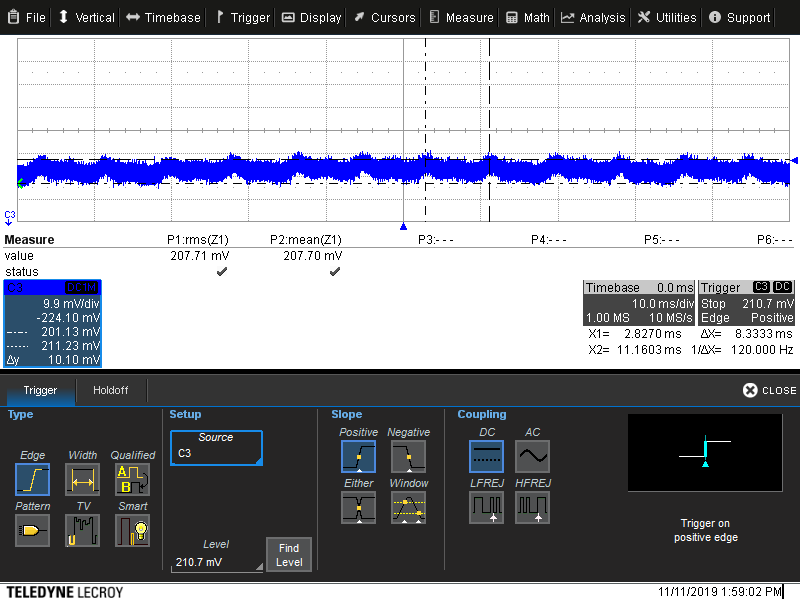 File Vertical Timebase Trigger Display Cursors Measure Math Analysis Utilities Support
C3
Measure P1:rms(Z1) P2:mean(Z1) P3:--- P4:--- P5:--- P6:---
value 207.71 mV 207.70 mV
status
C3 DC1M
9.9 mV/div
-224.10 mV
201.13 mV
211.23 mV
Δy 10.10 mV
Timebase 0.0 ms
10.0 ms/div
1.00 MS 10 MS/s
Trigger C3 DC
Stop 210.7 mV
Edge Positive
X1= 2.8270 ms ΔX= 8.3333 ms
X2= 11.1603 ms 1/ΔX= 120.000 Hz
Trigger Holdoff CLOSE
Type
Edge Width Qualified
A
B
Pattern TV Smart
Setup
Source
C3
Level
210.7 mV
Find
Level
Slope
Positive Negative
Either Window
Coupling
DC AC
LFREJ HFREJ
Trigger on
positive edge
TELEDYNE LECROY 11/11/2019 1:59:02 PM